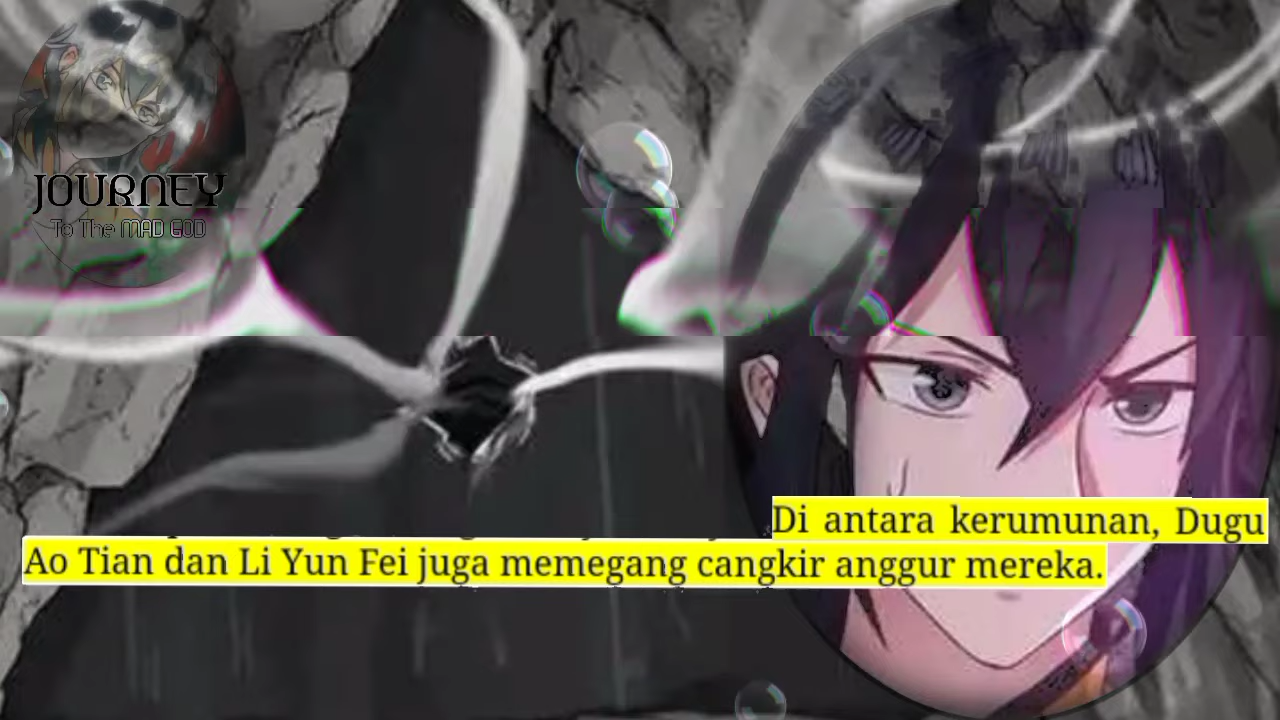 JOURNEY
To The MAD GOD
Di antara kerumunan, Dugu
Ao Tian dan Li Yun Fei juga memegang cangkir anggur mereka.